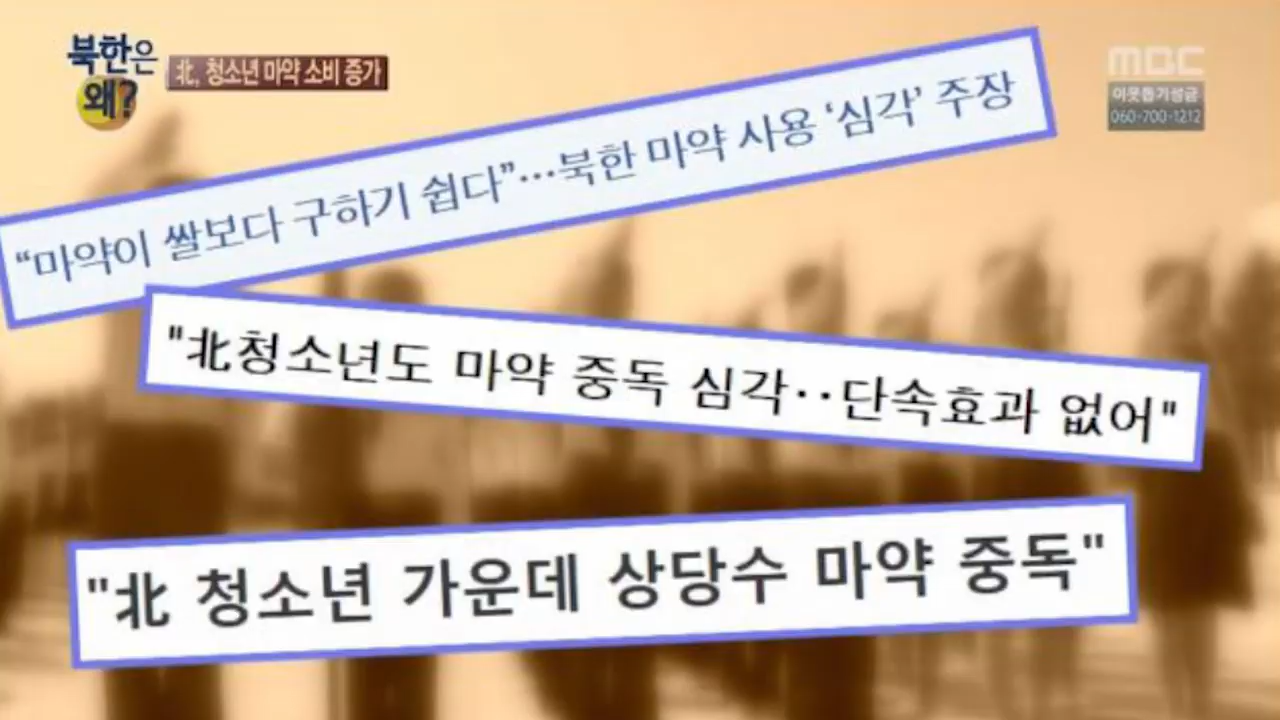 북한은
왜?
北, 청소년 마약 소비 증가
MBC
이웃돕기성금
060-700-1212
“마약이 쌀보다 구하기 쉽다”…북한 마약 사용 ‘심각’ 주장
"北청소년도 마약 중독 심각‥단속효과 없어"
"北 청소년 가운데 상당수 마약 중독"